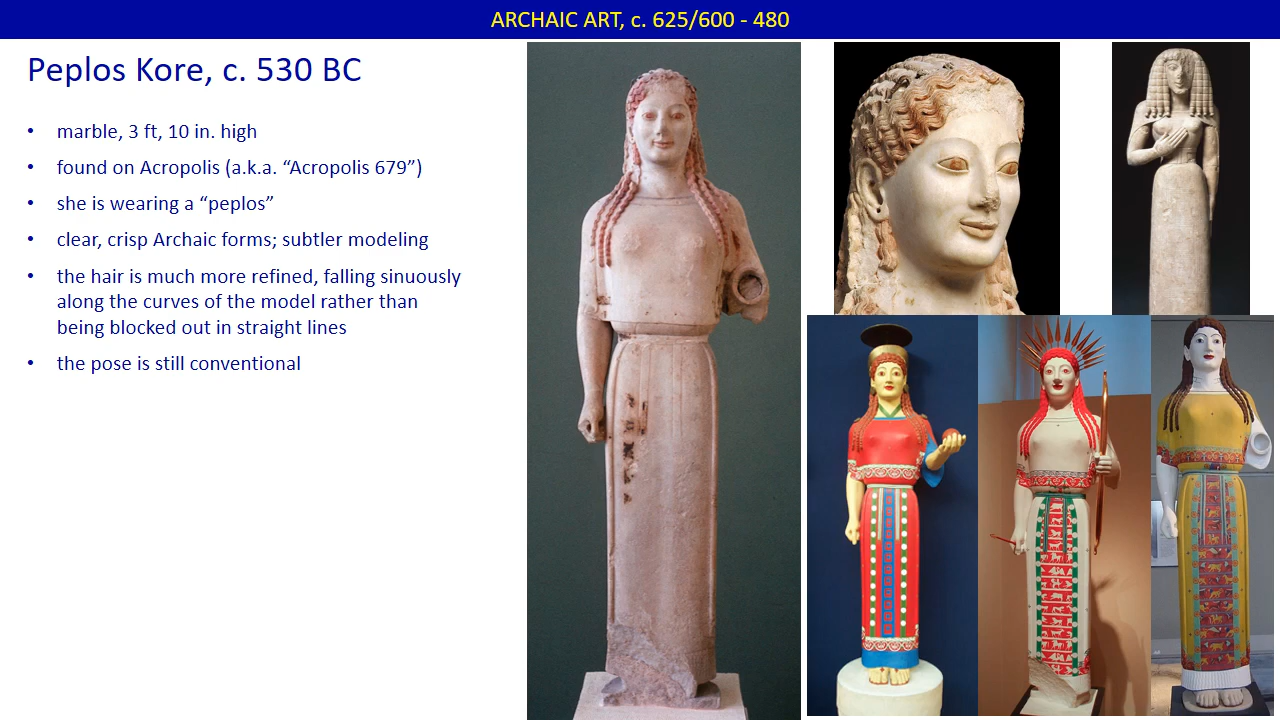 ARCHAIC ART, c. 625/600 - 480
Peplos Kore, c. 530 BC
• marble, 3 ft, 10 in. high
• found on Acropolis (a.k.a. “Acropolis 679”)
• she is wearing a “peplos”
• clear, crisp Archaic forms; subtler modeling
• the hair is much more refined, falling sinuously
along the curves of the model rather than
being blocked out in straight lines
• the pose is still conventional